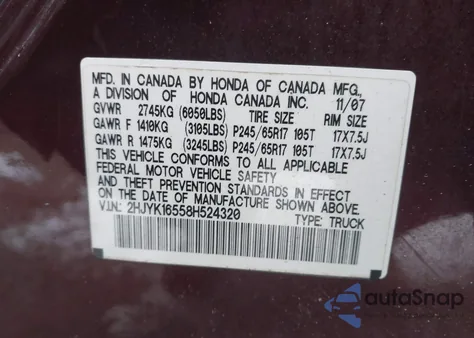 MFD. IN CANADA BY HONDA OF CANADA MFG.,
A DIVISION OF HONDA CANADA INC. 11/07
GVWR 2745KG (6050LBS) TIRE SIZE RIM SIZE
GAWR F 1410KG (3105LBS) P245/65R17 105T 17X7.5J
GAWR R 1475KG (3245LBS) P245/65R17 105T 17X7.5J
THIS VEHICLE CONFORMS TO ALL APPLICABLE
FEDERAL MOTOR VEHICLE SAFETY
AND THEFT PREVENTION STANDARDS IN EFFECT
ON THE DATE OF MANUFACTURE SHOWN ABOVE.
V.I.N.: 2HJYK16558H524320 TYPE: TRUCK
autoSnap